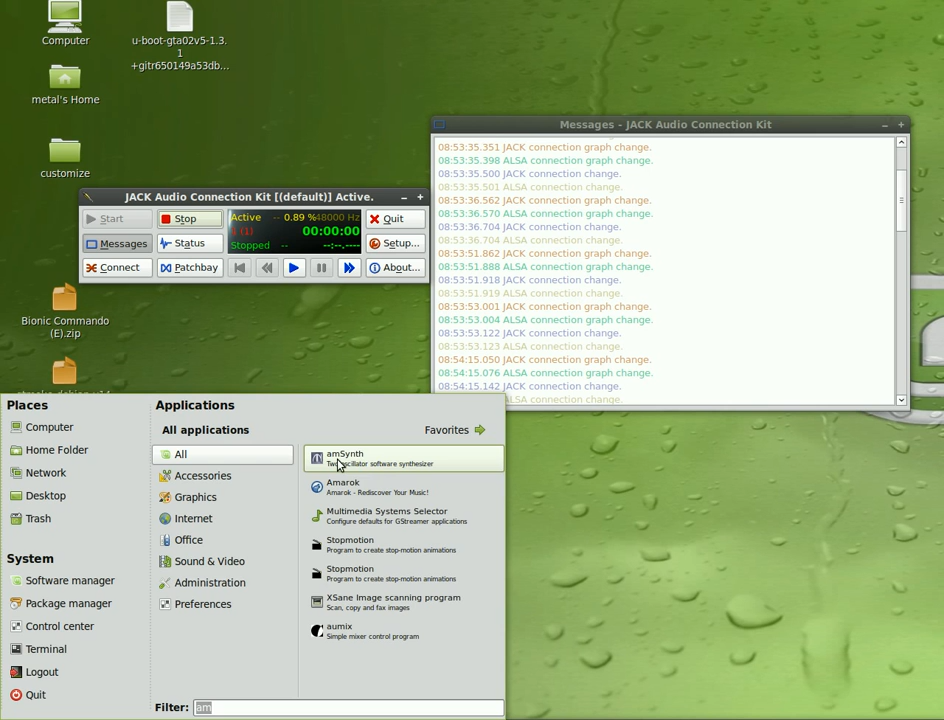 Computer
u-boot-gta02v5-1.3.
1
+gitr650149a53db...
metal's Home
customize
Bionic Commando
(E).zip
JACK Audio Connection Kit [(default)] Active.
Start
Stop
Active -- 0.89 % 48000 Hz
(1) 00:00:00
Stopped -- --:--.----
Quit
Messages
Status
Setup...
Connect
Patchbay
About...
Messages - JACK Audio Connection Kit
08:53:35.351 JACK connection graph change.
08:53:35.398 ALSA connection graph change.
08:53:35.500 JACK connection change.
08:53:35.501 ALSA connection change.
08:53:36.562 JACK connection graph change.
08:53:36.570 ALSA connection graph change.
08:53:36.704 JACK connection change.
08:53:36.704 ALSA connection change.
08:53:51.862 JACK connection graph change.
08:53:51.888 ALSA connection graph change.
08:53:51.918 JACK connection change.
08:53:51.919 ALSA connection change.
08:53:53.001 JACK connection graph change.
08:53:53.004 ALSA connection graph change.
08:53:53.122 JACK connection change.
08:53:53.123 ALSA connection change.
08:54:15.050 JACK connection graph change.
08:54:15.076 ALSA connection graph change.
08:54:15.142 JACK connection change.
ALSA connection change.
Places
Computer
Home Folder
Network
Desktop
Trash
System
Software manager
Package manager
Control center
Terminal
Logout
Quit
Applications
All applications
Favorites
All
Accessories
Graphics
Internet
Office
Sound & Video
Administration
Preferences
amSynth
software synthesizer
Amarok
Amarok - Rediscover Your Music!
Multimedia Systems Selector
Configure defaults for GStreamer applications
Stopmotion
Program to create stop-motion animations
Stopmotion
Program to create stop-motion animations
XSane Image scanning program
Scan, copy and fax images
aumix
Simple mixer control program
Filter: am